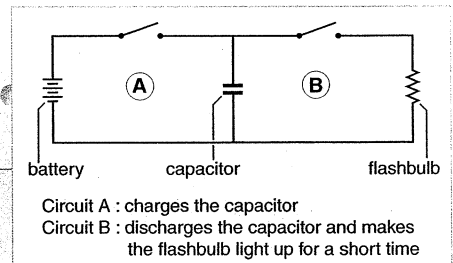 A
B
battery
capacitor
flashbulb
Circuit A : charges the capacitor
Circuit B : discharges the capacitor and makes
the flashbulb light up for a short time